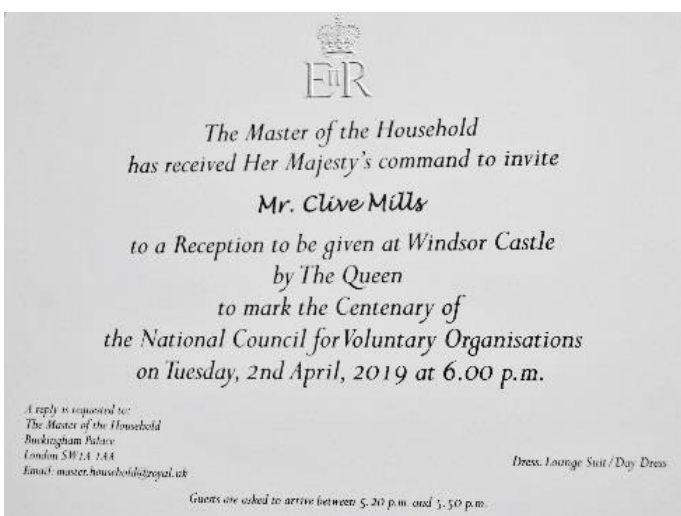 EIIR
The Master of the Household
has received Her Majesty's command to invite
Mr. Clive Mills
to a Reception to be given at Windsor Castle
by The Queen
to mark the Centenary of
the National Council for Voluntary Organisations
on Tuesday, 2nd April, 2019 at 6.00 p.m.
A reply is requested to:
The Master of the Household
Buckingham Palace
London SW1A 1AA
Email: master.household@royal.uk
Dress: Lounge Suit / Day Dress
Guests are asked to arrive between 5.20 p.m. and 5.50 p.m.